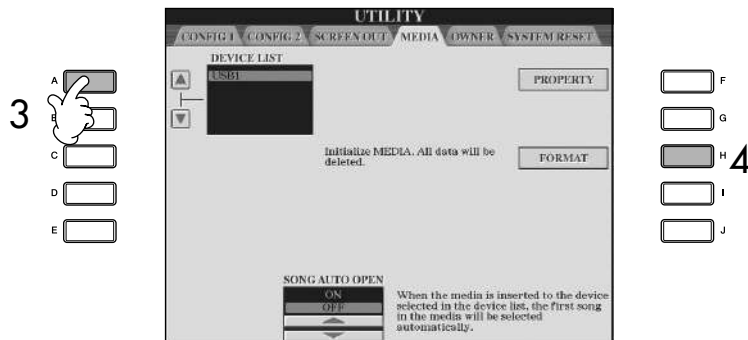 UTILITY
CONFIG 1 CONFIG 2 SCREEN OUT MEDIA OWNER SYSTEM RESET
DEVICE LIST
USB1
PROPERTY
Initialize MEDIA. All data will be
deleted.
FORMAT
SONG AUTO OPEN
ON
OFF
When the media is inserted to the device
selected in the device list, the first song
in the media will be selected
automatically.
3
A
B
C
D
E
F
G
H
I
J
4